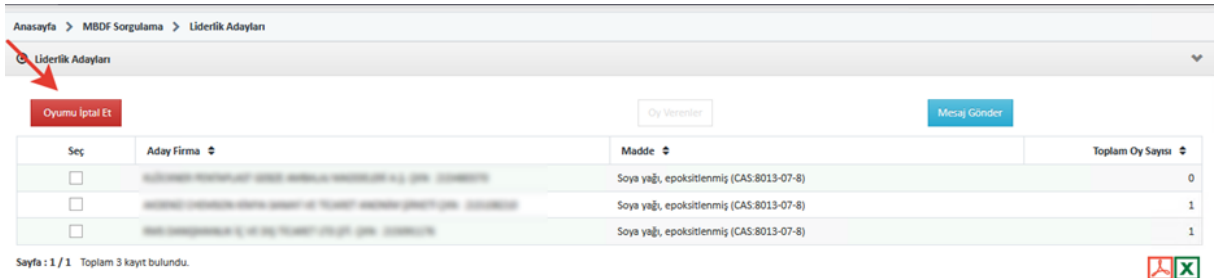 Anasayfa > MBDF Sorgulama > Liderlik Adayları
Liderlik Adayları
Oyumu İptal Et Oy Verenler Mesaj Gönder
Seç Aday Firma Madde Toplam Oy Sayısı
Soya yağı, epoksitlenmiş (CAS:8013-07-8) 0
Soya yağı, epoksitlenmiş (CAS:8013-07-8) 1
Soya yağı, epoksitlenmiş (CAS:8013-07-8) 1
Sayfa : 1 / 1 Toplam 3 kayıt bulundu.